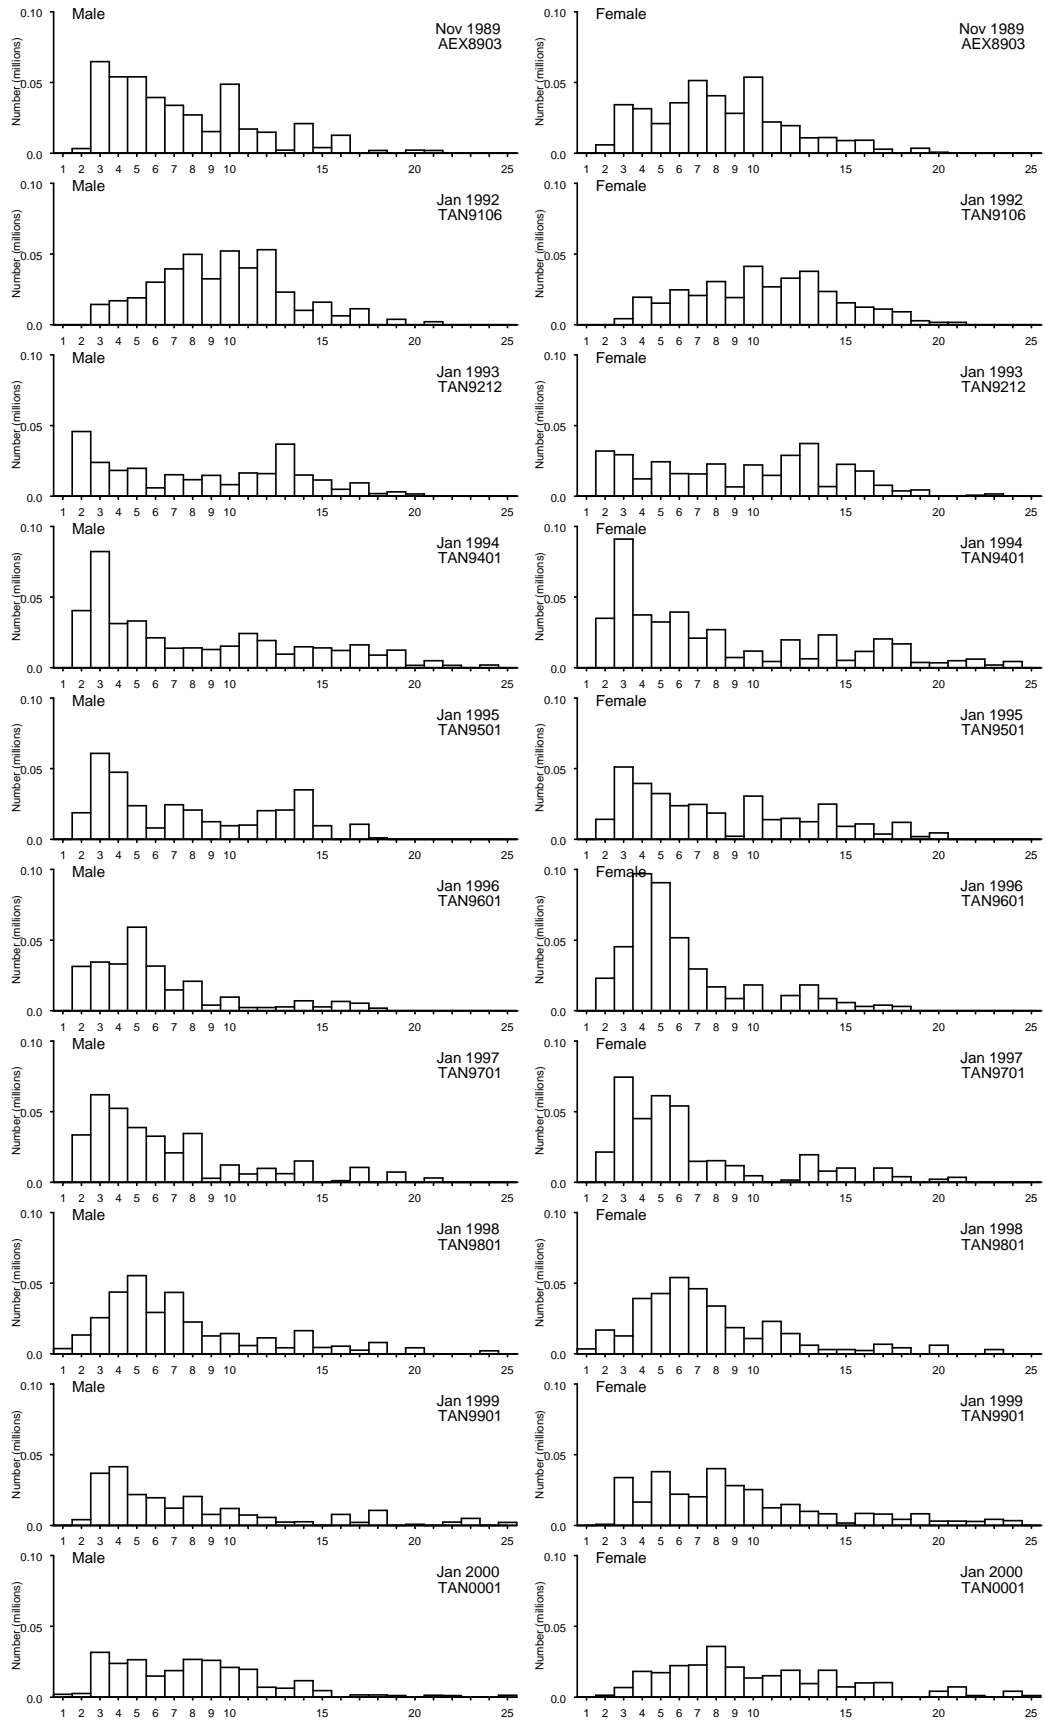 Male
Nov 1989
AEX8903
Number (millions)
0.10
0.05
0.0
1 2 3 4 5 6 7 8 9 10 15 20 25
Female
Nov 1989
AEX8903
Number (millions)
0.10
0.05
0.0
1 2 3 4 5 6 7 8 9 10 15 20 25
Male
Jan 1992
TAN9106
Number (millions)
0.10
0.05
0.0
1 2 3 4 5 6 7 8 9 10 15 20 25
Female
Jan 1992
TAN9106
Number (millions)
0.10
0.05
0.0
1 2 3 4 5 6 7 8 9 10 15 20 25
Male
Jan 1993
TAN9212
Number (millions)
0.10
0.05
0.0
1 2 3 4 5 6 7 8 9 10 15 20 25
Female
Jan 1993
TAN9212
Number (millions)
0.10
0.05
0.0
1 2 3 4 5 6 7 8 9 10 15 20 25
Male
Jan 1994
TAN9401
Number (millions)
0.10
0.05
0.0
1 2 3 4 5 6 7 8 9 10 15 20 25
Female
Jan 1994
TAN9401
Number (millions)
0.10
0.05
0.0
1 2 3 4 5 6 7 8 9 10 15 20 25
Male
Jan 1995
TAN9501
Number (millions)
0.10
0.05
0.0
1 2 3 4 5 6 7 8 9 10 15 20 25
Female
Jan 1995
TAN9501
Number (millions)
0.10
0.05
0.0
1 2 3 4 5 6 7 8 9 10 15 20 25
Male
Jan 1996
TAN9601
Number (millions)
0.10
0.05
0.0
1 2 3 4 5 6 7 8 9 10 15 20 25
Female
Jan 1996
TAN9601
Number (millions)
0.10
0.05
0.0
1 2 3 4 5 6 7 8 9 10 15 20 25
Male
Jan 1997
TAN9701
Number (millions)
0.10
0.05
0.0
1 2 3 4 5 6 7 8 9 10 15 20 25
Female
Jan 1997
TAN9701
Number (millions)
0.10
0.05
0.0
1 2 3 4 5 6 7 8 9 10 15 20 25
Male
Jan 1998
TAN9801
Number (millions)
0.10
0.05
0.0
1 2 3 4 5 6 7 8 9 10 15 20 25
Female
Jan 1998
TAN9801
Number (millions)
0.10
0.05
0.0
1 2 3 4 5 6 7 8 9 10 15 20 25
Male
Jan 1999
TAN9901
Number (millions)
0.10
0.05
0.0
1 2 3 4 5 6 7 8 9 10 15 20 25
Female
Jan 1999
TAN9901
Number (millions)
0.10
0.05
0.0
1 2 3 4 5 6 7 8 9 10 15 20 25
Male
Jan 2000
TAN0001
Number (millions)
0.10
0.05
0.0
1 2 3 4 5 6 7 8 9 10 15 20 25
Female
Jan 2000
TAN0001
Number (millions)
0.10
0.05
0.0
1 2 3 4 5 6 7 8 9 10 15 20 25